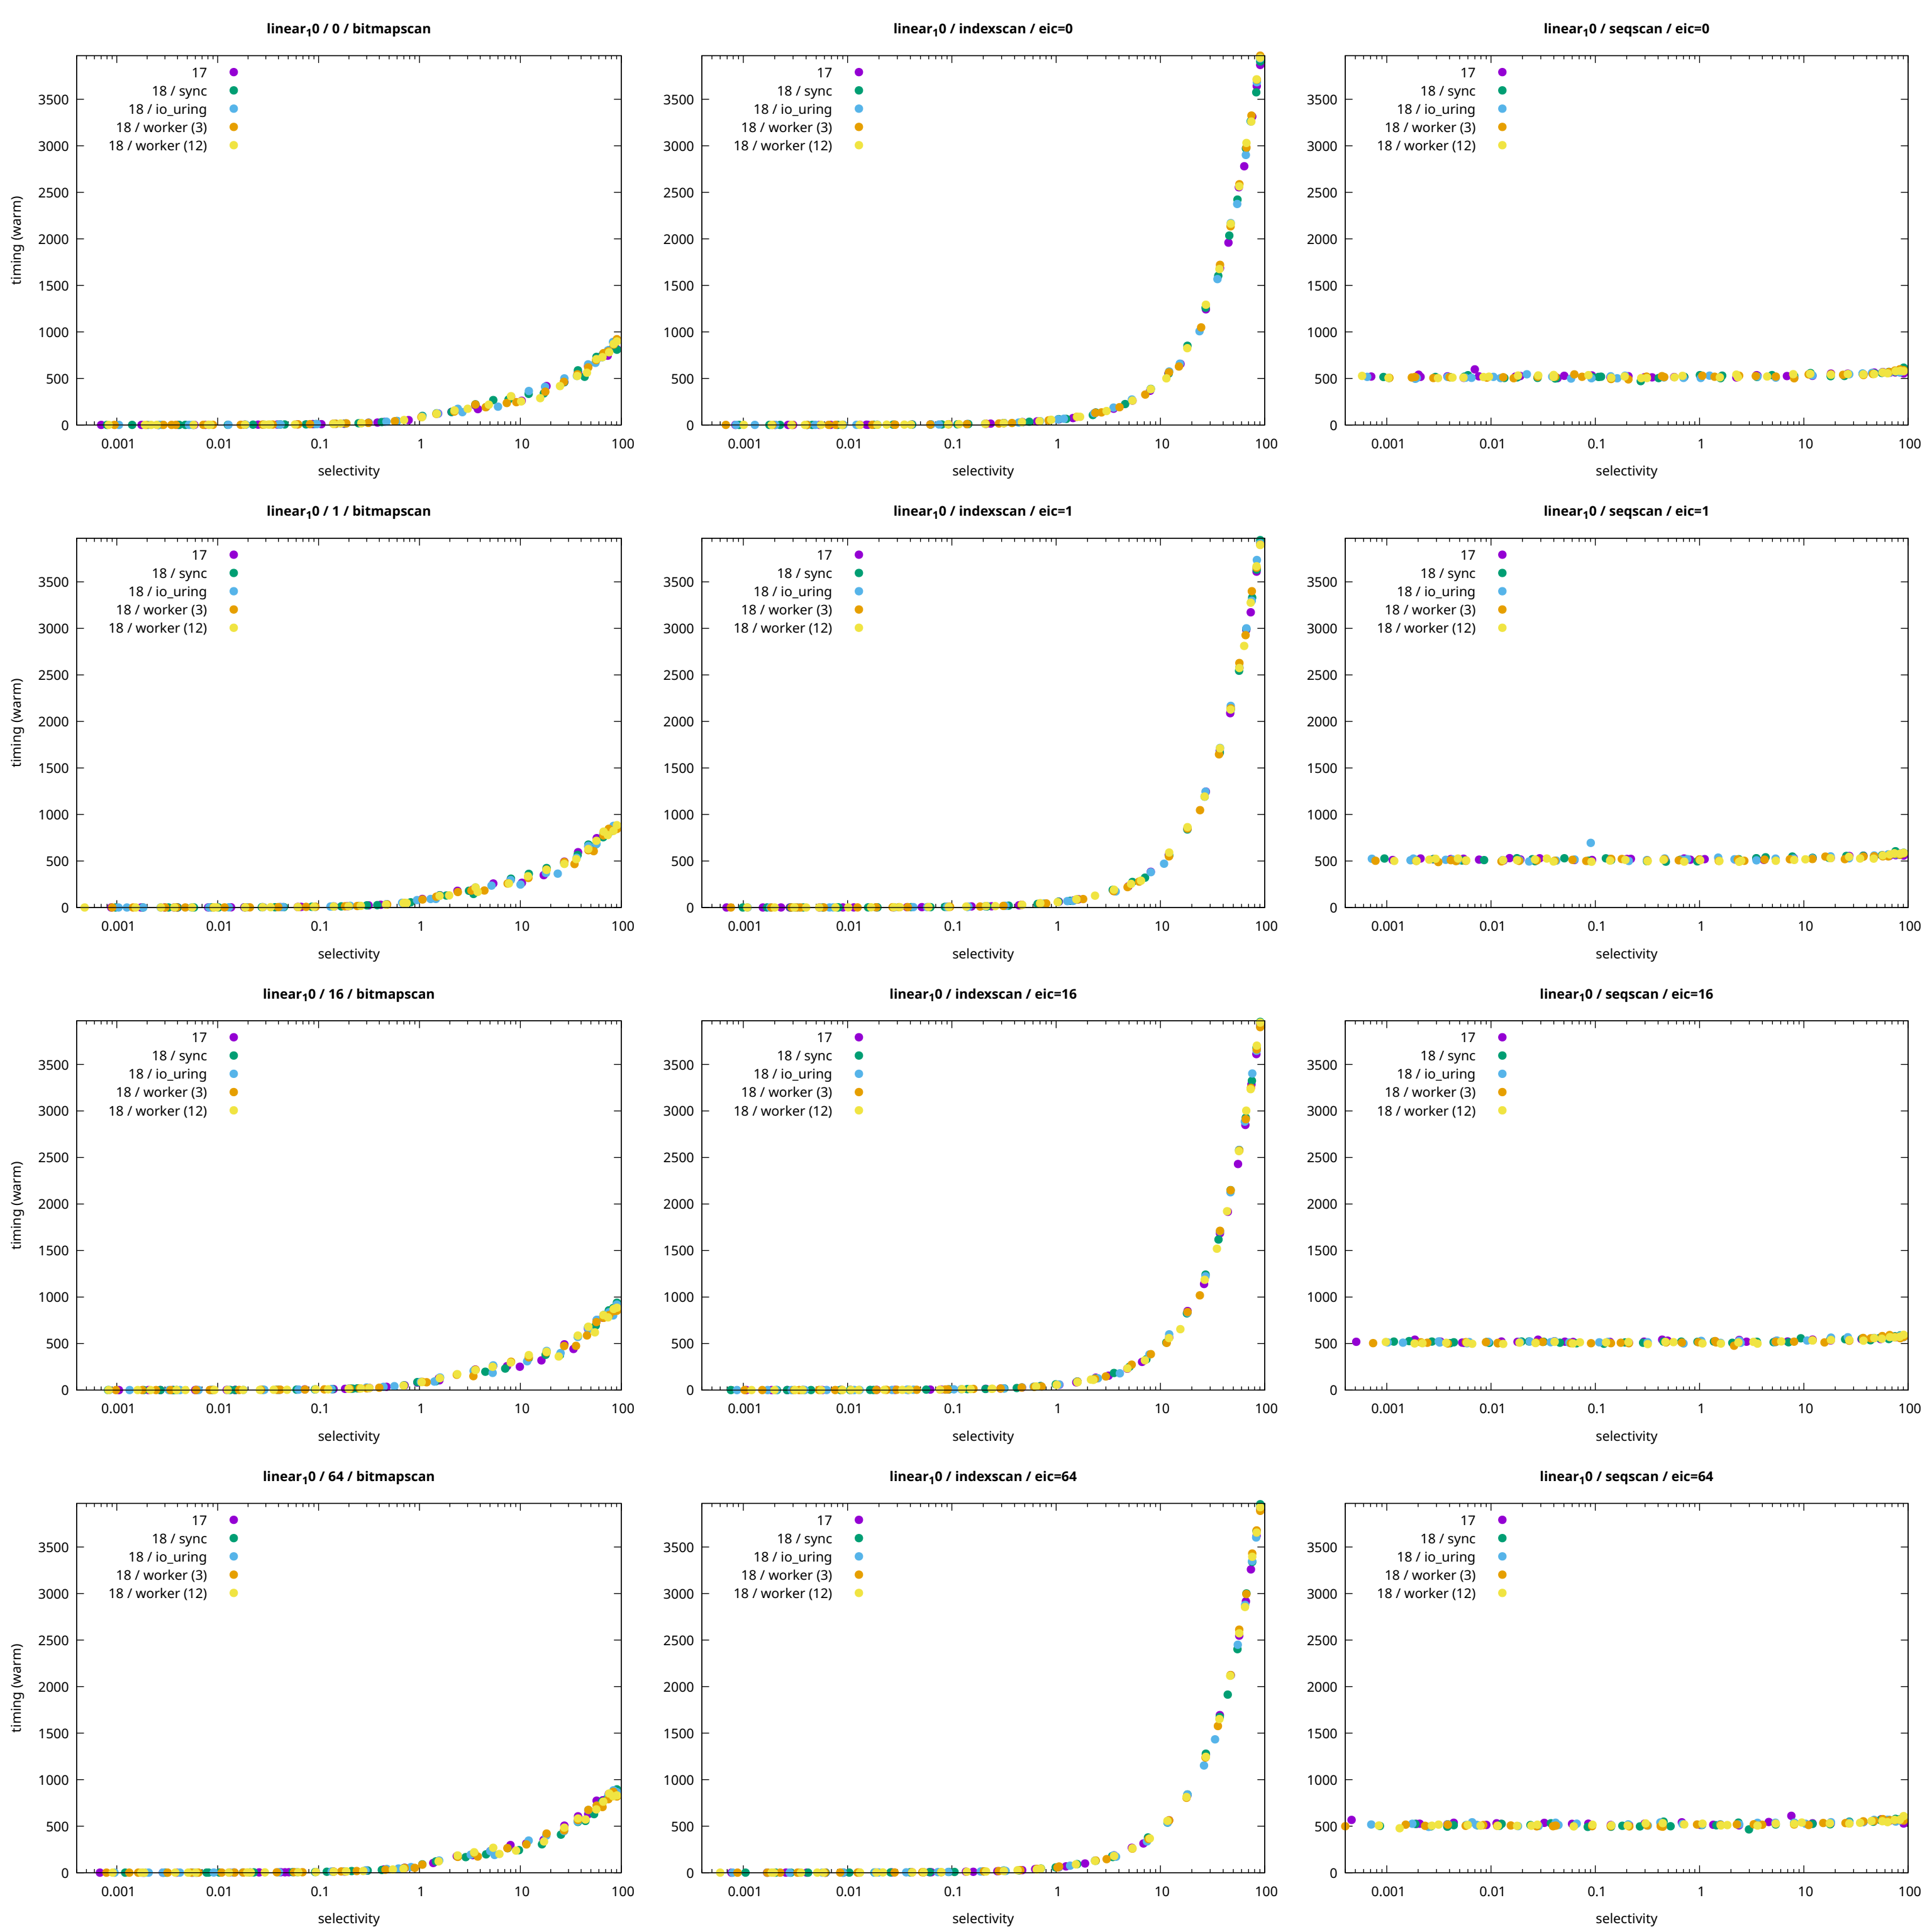 linear₁0 / 0 / bitmapscan
17
18 / sync
18 / io_uring
18 / worker (3)
18 / worker (12)
3500
3000
2500
2000
1500
1000
500
0
timing (warm)
0.001 0.01 0.1 1 10 100
selectivity
linear₁0 / indexscan / eic=0
17
18 / sync
18 / io_uring
18 / worker (3)
18 / worker (12)
3500
3000
2500
2000
1500
1000
500
0
0.001 0.01 0.1 1 10 100
selectivity
linear₁0 / seqscan / eic=0
17
18 / sync
18 / io_uring
18 / worker (3)
18 / worker (12)
3500
3000
2500
2000
1500
1000
500
0
0.001 0.01 0.1 1 10 100
selectivity
linear₁0 / 1 / bitmapscan
17
18 / sync
18 / io_uring
18 / worker (3)
18 / worker (12)
3500
3000
2500
2000
1500
1000
500
0
timing (warm)
0.001 0.01 0.1 1 10 100
selectivity
linear₁0 / indexscan / eic=1
17
18 / sync
18 / io_uring
18 / worker (3)
18 / worker (12)
3500
3000
2500
2000
1500
1000
500
0
0.001 0.01 0.1 1 10 100
selectivity
linear₁0 / seqscan / eic=1
17
18 / sync
18 / io_uring
18 / worker (3)
18 / worker (12)
3500
3000
2500
2000
1500
1000
500
0
0.001 0.01 0.1 1 10 100
selectivity
linear₁0 / 16 / bitmapscan
17
18 / sync
18 / io_uring
18 / worker (3)
18 / worker (12)
3500
3000
2500
2000
1500
1000
500
0
timing (warm)
0.001 0.01 0.1 1 10 100
selectivity
linear₁0 / indexscan / eic=16
17
18 / sync
18 / io_uring
18 / worker (3)
18 / worker (12)
3500
3000
2500
2000
1500
1000
500
0
0.001 0.01 0.1 1 10 100
selectivity
linear₁0 / seqscan / eic=16
17
18 / sync
18 / io_uring
18 / worker (3)
18 / worker (12)
3500
3000
2500
2000
1500
1000
500
0
0.001 0.01 0.1 1 10 100
selectivity
linear₁0 / 64 / bitmapscan
17
18 / sync
18 / io_uring
18 / worker (3)
18 / worker (12)
3500
3000
2500
2000
1500
1000
500
0
timing (warm)
0.001 0.01 0.1 1 10 100
selectivity
linear₁0 / indexscan / eic=64
17
18 / sync
18 / io_uring
18 / worker (3)
18 / worker (12)
3500
3000
2500
2000
1500
1000
500
0
0.001 0.01 0.1 1 10 100
selectivity
linear₁0 / seqscan / eic=64
17
18 / sync
18 / io_uring
18 / worker (3)
18 / worker (12)
3500
3000
2500
2000
1500
1000
500
0
0.001 0.01 0.1 1 10 100
selectivity